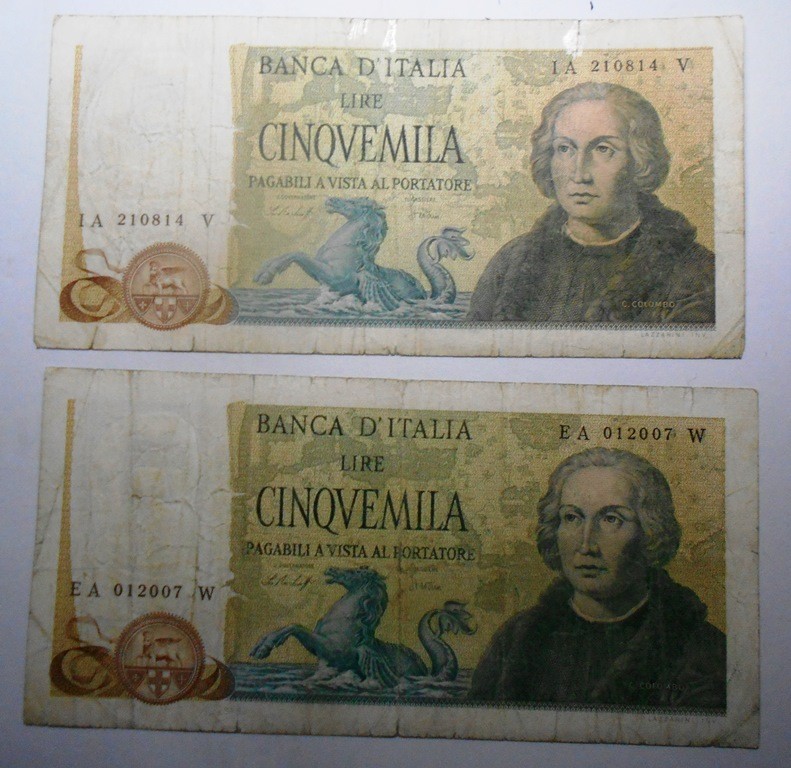 BANCA D'ITALIA
IA 210814 V
LIRE
CINQVEMILA
PAGABILI A VISTA AL PORTATORE
IA 210814 V
C. COLOMBO
BANCA D'ITALIA
EA 012007 W
LIRE
CINQVEMILA
PAGABILI A VISTA AL PORTATORE
EA 012007 W